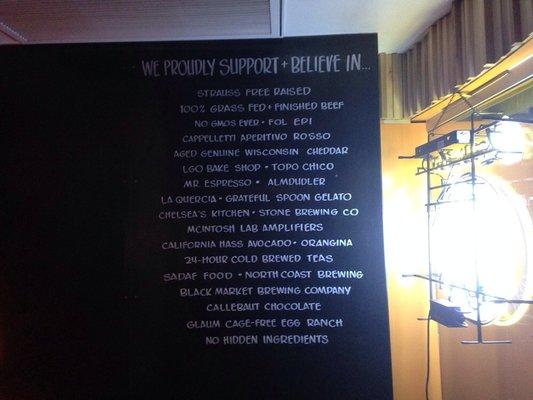 WE PROUDLY SUPPORT + BELIEVE IN...
STRAUSS FREE RAISED
100% GRASS FED + FINISHED BEEF
NO GMOS EVER • FOL EPI
CAPPELLETTI APERITIVO ROSSO
AGED GENUINE WISCONSIN CHEDDAR
LGO BAKE SHOP • TOPO CHICO
MR. ESPRESSO • ALMDUDLER
LA QUERCIA • GRATEFUL SPOON GELATO
CHELSEA'S KITCHEN • STONE BREWING CO
MCINTOSH LAB AMPLIFIERS
CALIFORNIA HASS AVOCADO • ORANGINA
24-HOUR COLD BREWED TEAS
SADAF FOOD • NORTH COAST BREWING
BLACK MARKET BREWING COMPANY
CALLEBAUT CHOCOLATE
GLAUM CAGE-FREE EGG RANCH
NO HIDDEN INGREDIENTS